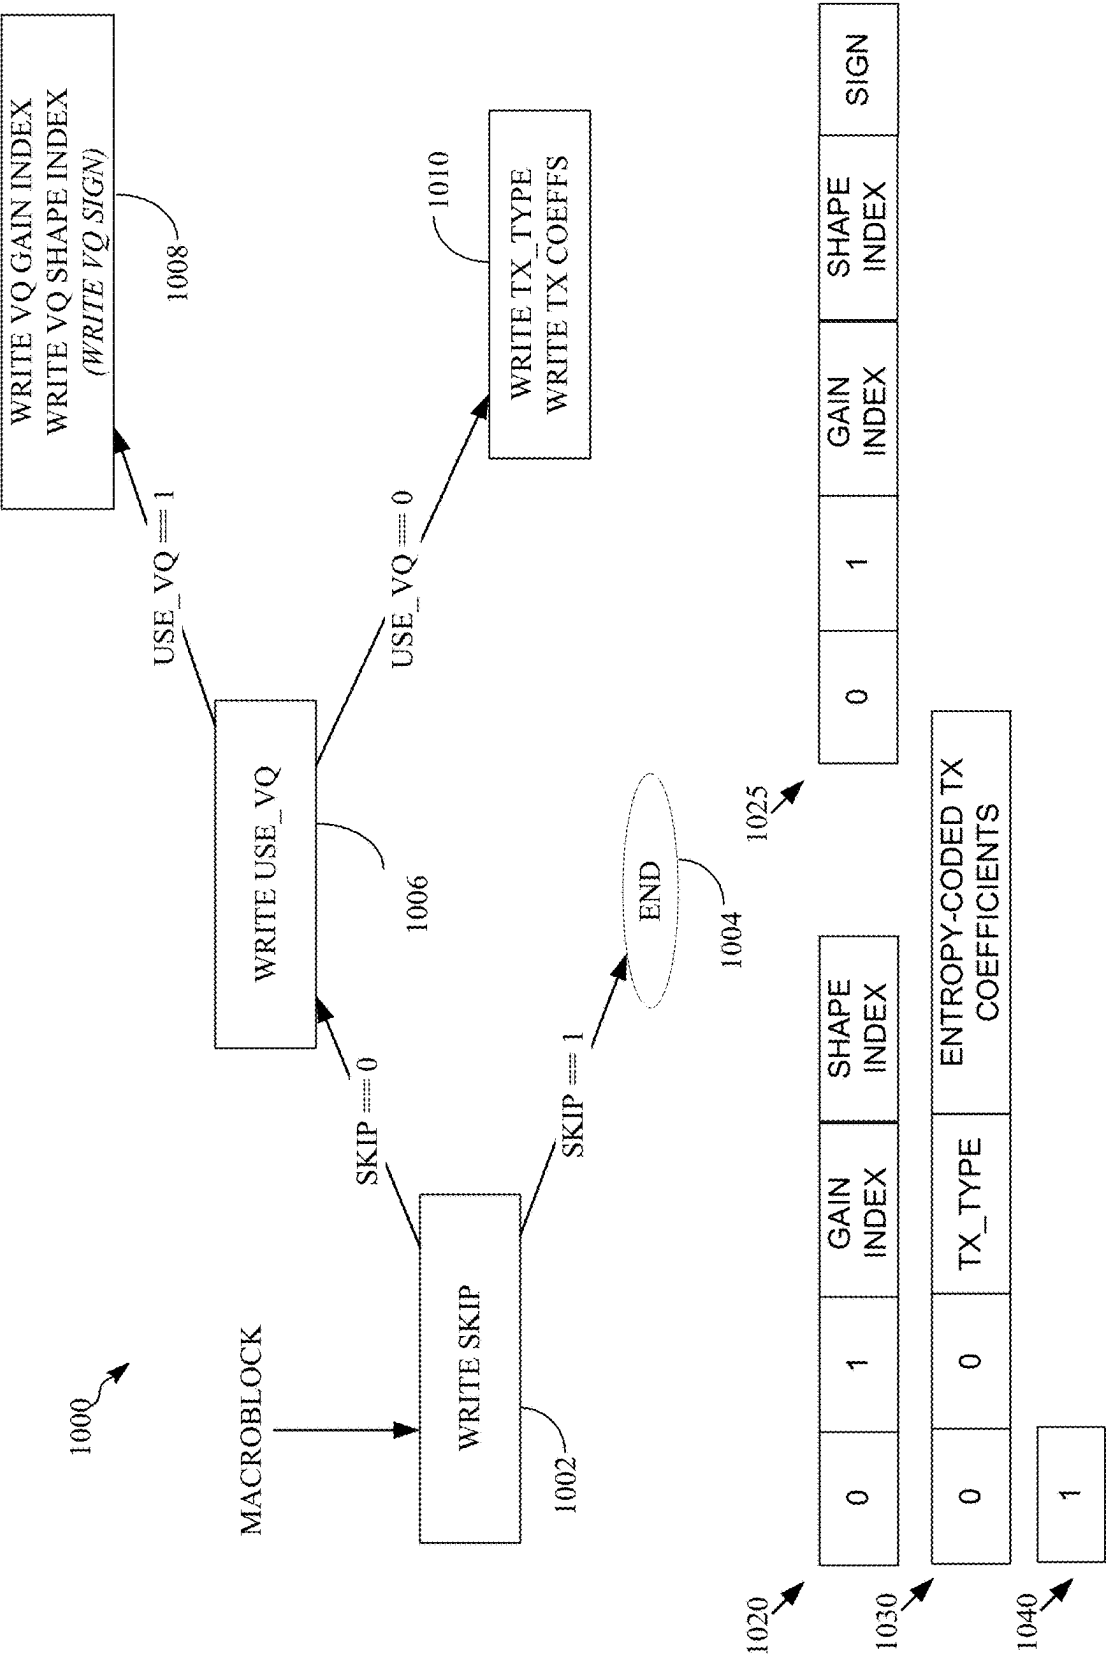 1000
MACROBLOCK
WRITE SKIP
1002
SKIP == 0
SKIP == 1
END
1004
WRITE USE_VQ
1006
USE_VQ == 1
USE_VQ == 0
WRITE VQ GAIN INDEX
WRITE VQ SHAPE INDEX
(WRITE VQ SIGN)
1008
WRITE TX_TYPE
WRITE TX COEFFS
1010
1020
0
1
GAIN
INDEX
SHAPE
INDEX
1025
0
1
GAIN
INDEX
SHAPE
INDEX
SIGN
1030
0
0
TX_TYPE
ENTROPY-CODED TX
COEFFICIENTS
1040
1